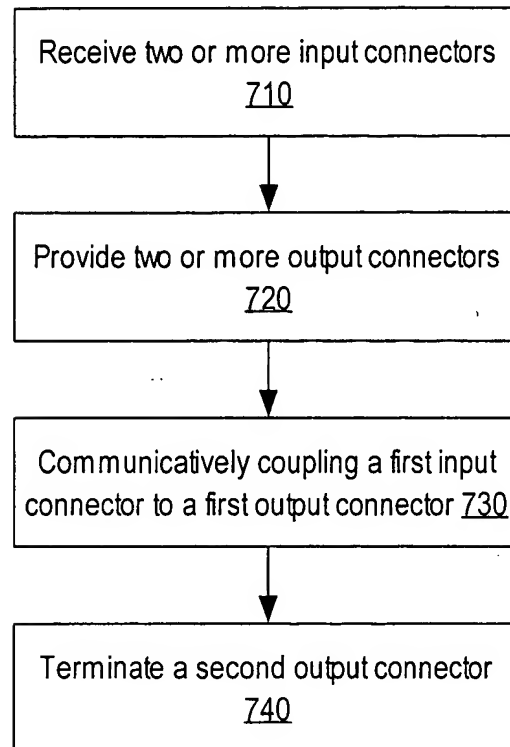 Receive two or more input connectors
710
Provide two or more output connectors
720
Communicatively coupling a first input
connector to a first output connector 730
Terminate a second output connector
740